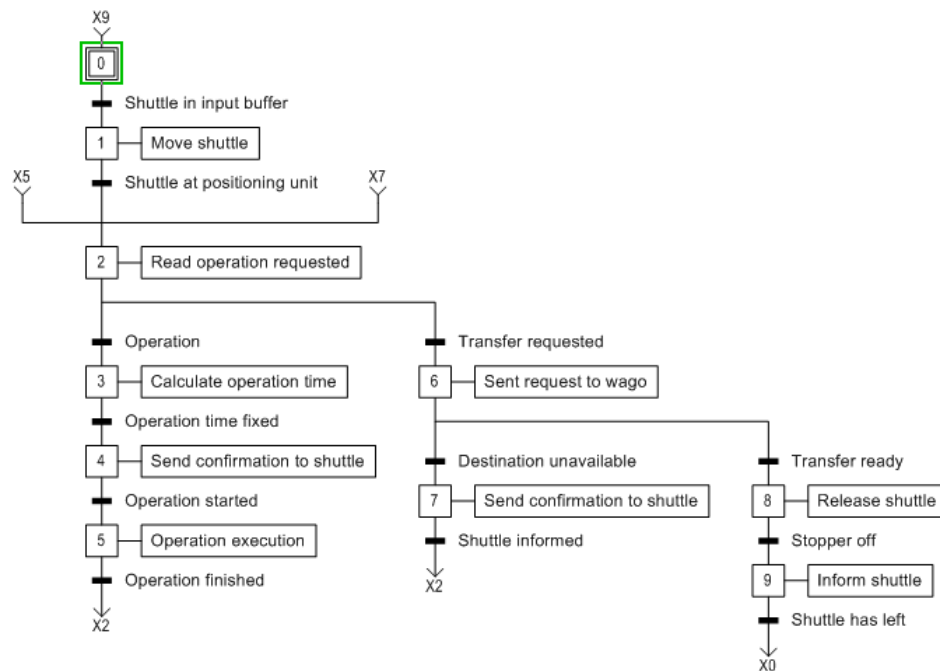 X9
0
Shuttle in input buffer
1 Move shuttle
X5 Shuttle at positioning unit X7
2 Read operation requested
Operation Transfer requested
3 Calculate operation time 6 Sent request to wago
Operation time fixed
4 Send confirmation to shuttle Destination unavailable Transfer ready
Operation started 7 Send confirmation to shuttle 8 Release shuttle
5 Operation execution Shuttle informed Stopper off
Operation finished X2 9 Inform shuttle
X2 Shuttle has left
X0